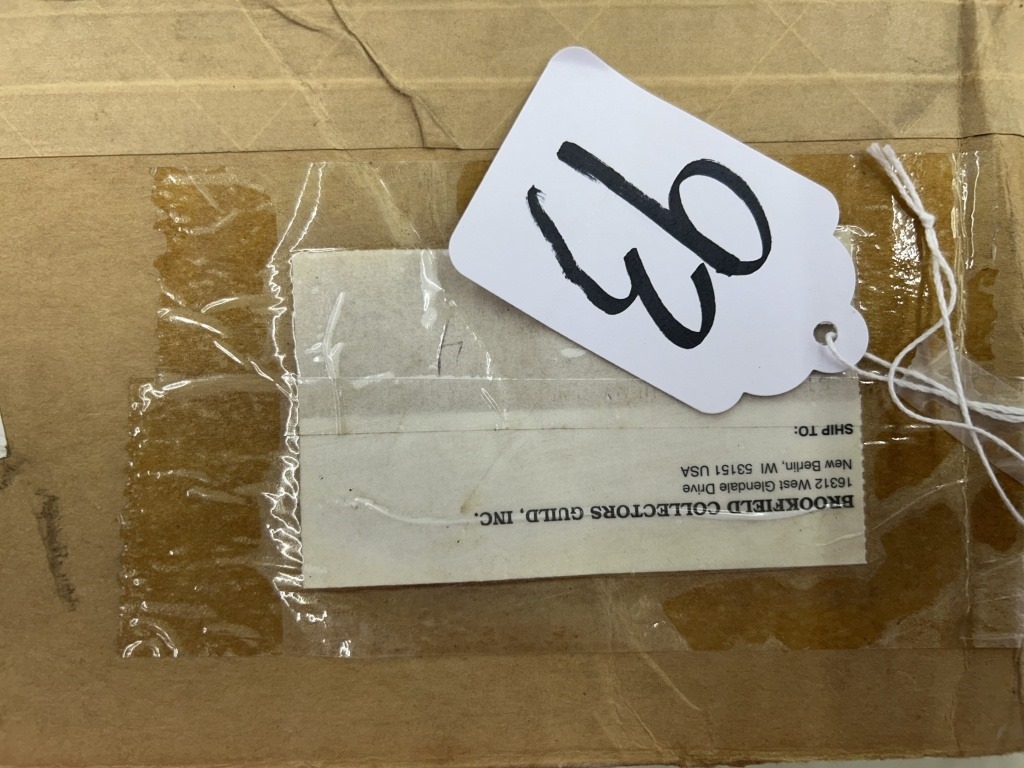 93
BROOKFIELD COLLECTORS GUILD, INC.
16312 West Glendale Drive
New Berlin, WI 53151 USA
SHIP TO: